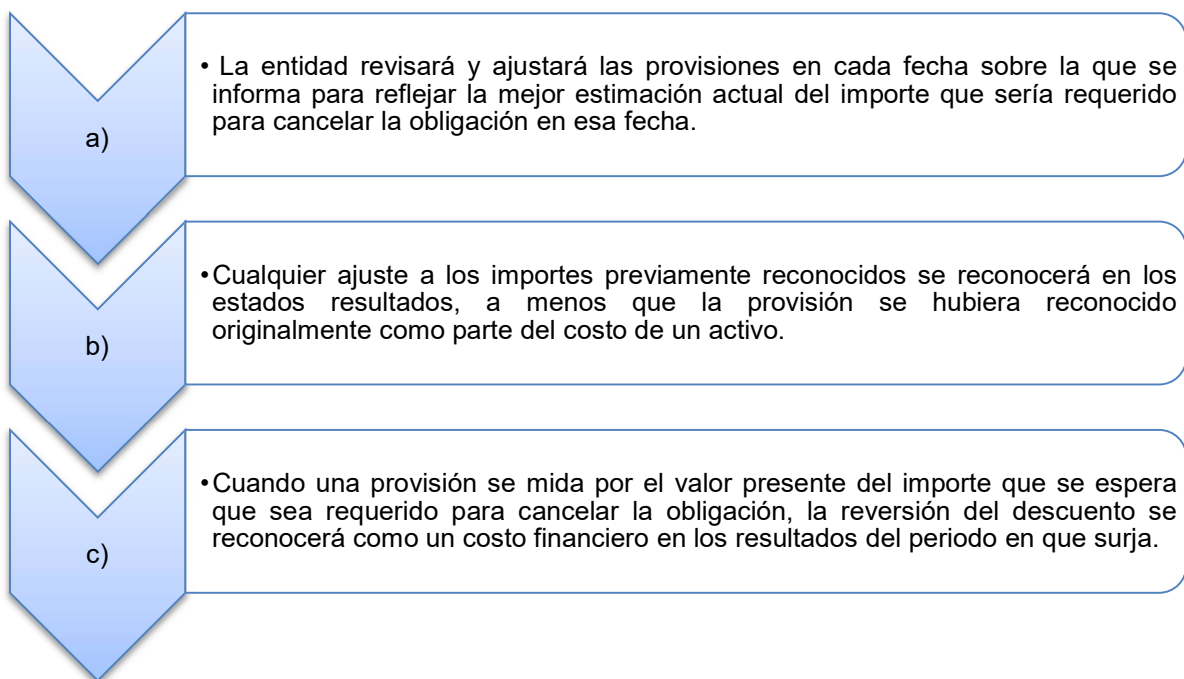 a)
• La entidad revisará y ajustará las provisiones en cada fecha sobre la que se
informa para reflejar la mejor estimación actual del importe que sería requerido
para cancelar la obligación en esa fecha.
b)
• Cualquier ajuste a los importes previamente reconocidos se reconocerá en los
estados resultados, a menos que la provisión se hubiera reconocido
originalmente como parte del costo de un activo.
c)
• Cuando una provisión se mida por el valor presente del importe que se espera
que sea requerido para cancelar la obligación, la reversión del descuento se
reconocerá como un costo financiero en los resultados del periodo en que surja.